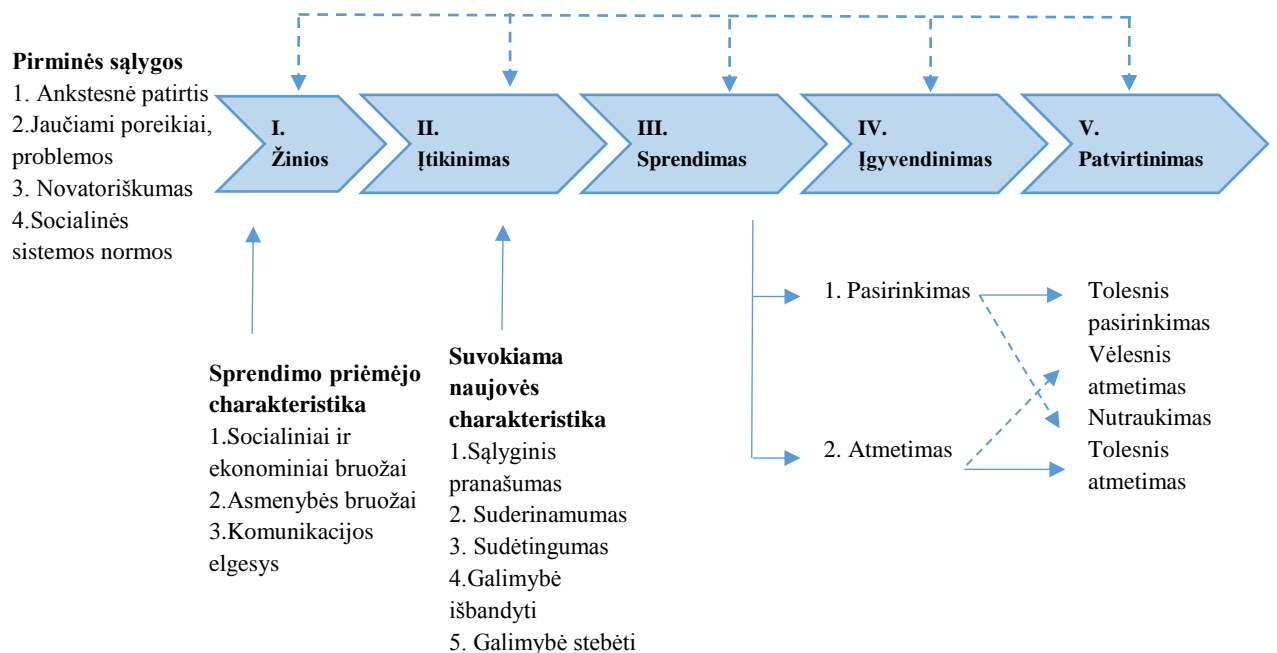 Pirminės sąlygos
1. Ankstesnė patirtis
2.Jaučiami poreikiai,
problemos
3. Novatoriškumas
4.Socialinės
sistemos normos
I.
Žinios
II.
Įtikinimas
III.
Sprendimas
IV.
Įgyvendinimas
V.
Patvirtinimas
Sprendimo priėmėjo
charakteristika
1.Socialiniai ir
ekonominiai bruožai
2.Asmenybės bruožai
3.Komunikacijos
elgesys
Suvokiama
naujovės
charakteristika
1.Sąlyginis
pranašumas
2. Suderinamumas
3. Sudėtingumas
4.Galimybė
išbandyti
5. Galimybė stebėti
1. Pasirinkimas
2. Atmetimas
Tolesnis
pasirinkimas
Vėlesnis
atmetimas
Nutraukimas
Tolesnis
atmetimas